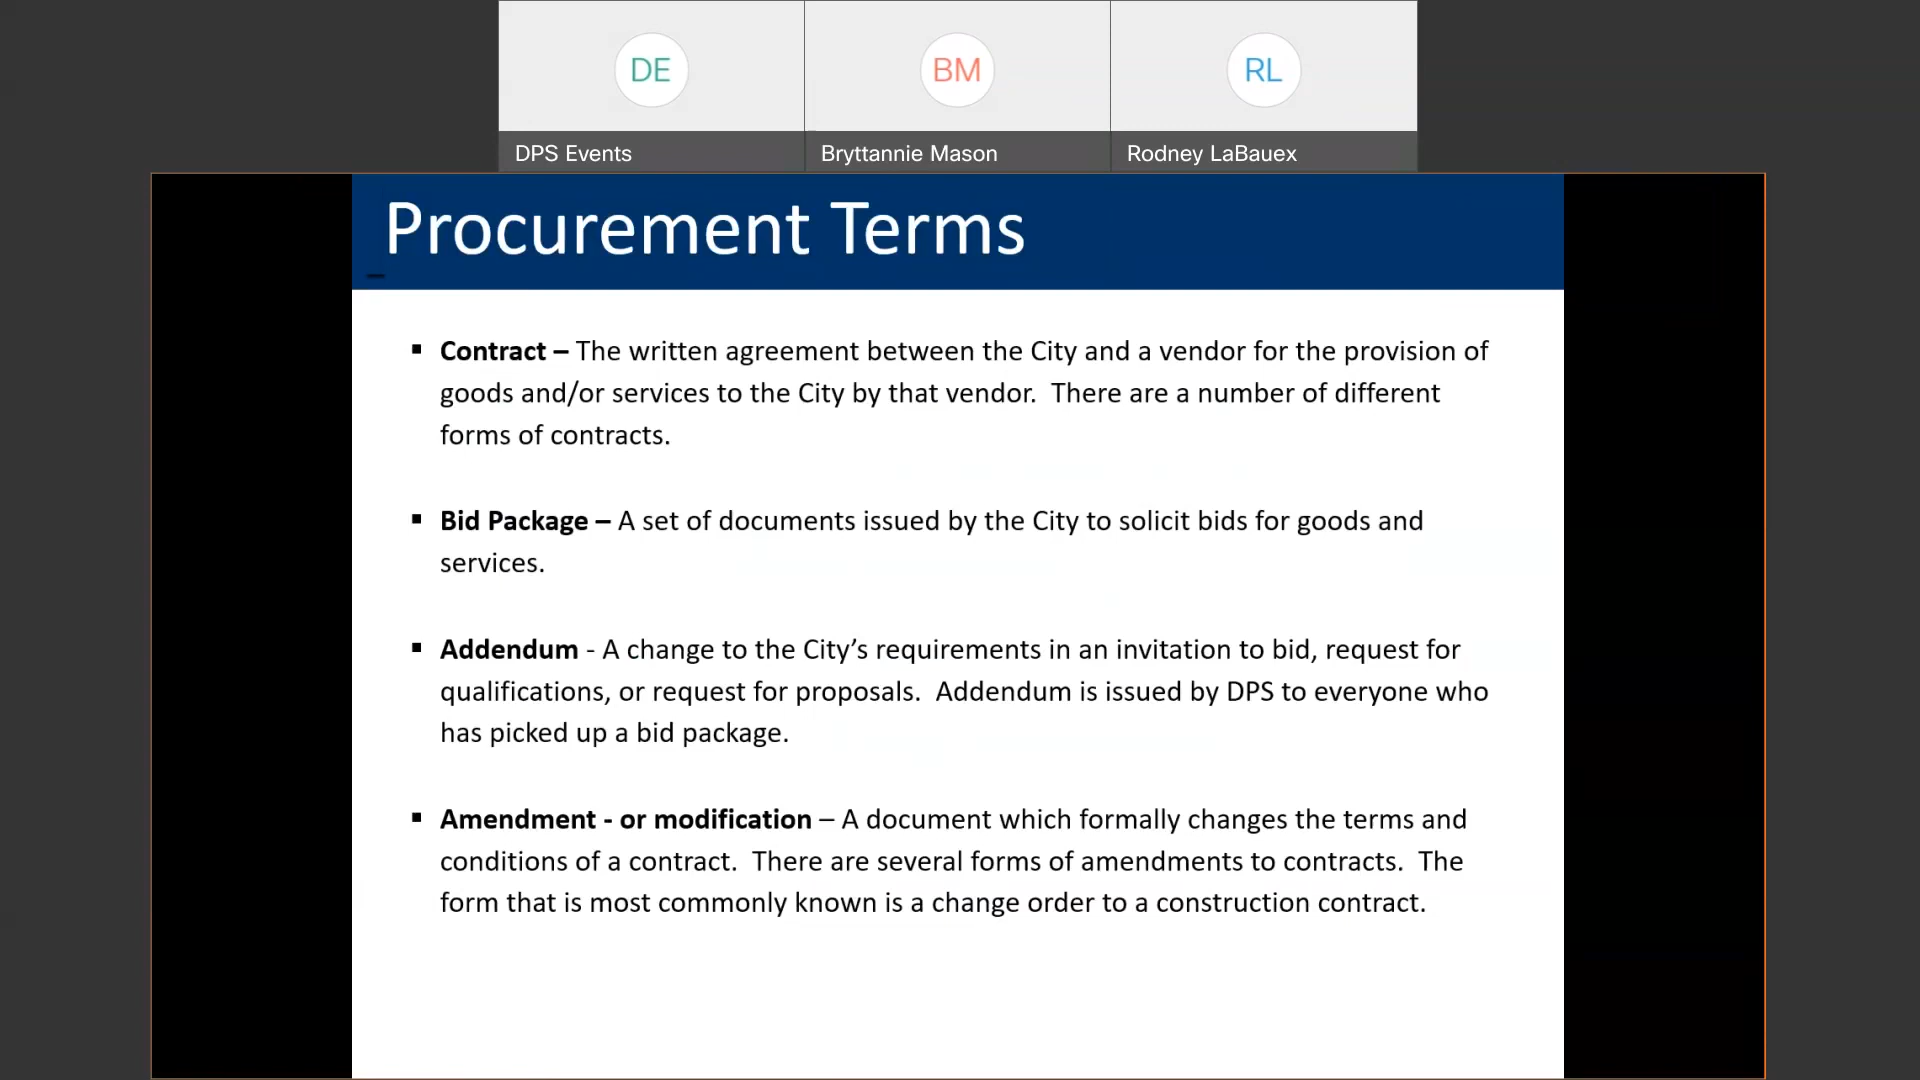 DE
BM
RL
DPS Events
Bryttannie Mason
Rodney LaBauex
Procurement Terms
▪ Contract – The written agreement between the City and a vendor for the provision of
goods and/or services to the City by that vendor.  There are a number of different
forms of contracts.
▪ Bid Package – A set of documents issued by the City to solicit bids for goods and
services.
▪ Addendum - A change to the City’s requirements in an invitation to bid, request for
qualifications, or request for proposals.  Addendum is issued by DPS to everyone who
has picked up a bid package.
▪ Amendment - or modification – A document which formally changes the terms and
conditions of a contract.  There are several forms of amendments to contracts.  The
form that is most commonly known is a change order to a construction contract.